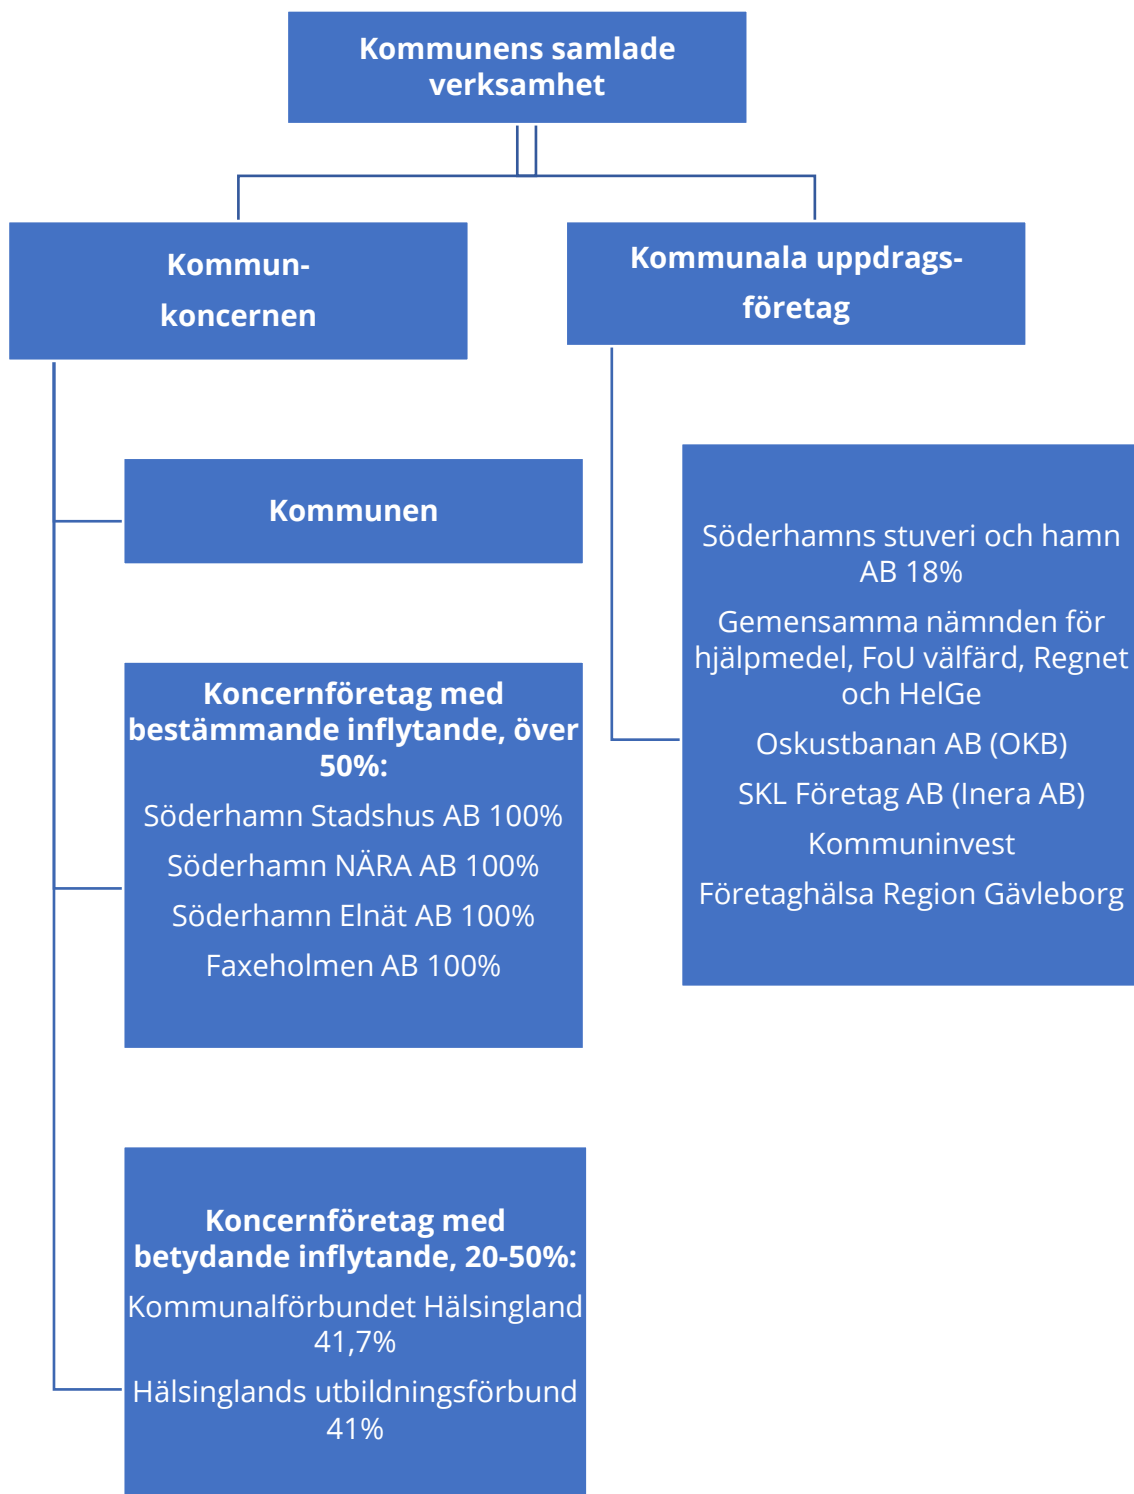 Kommunens samlade
verksamhet
Kommun-
koncernen
Kommunala uppdrags-
företag
Kommunen
Koncernföretag med
bestämmande inflytande, över
50%:
Söderhamn Stadshus AB 100%
Söderhamn NÄRA AB 100%
Söderhamn Elnät AB 100%
Faxeholmen AB 100%
Koncernföretag med
betydande inflytande, 20-50%:
Kommunalförbundet Hälsingland
41,7%
Hälsinglands utbildningsförbund
41%
Söderhamns stuveri och hamn
AB 18%
Gemensamma nämnden för
hjälpmedel, FoU välfärd, Regnet
och HelGe
Oskustbanan AB (OKB)
SKL Företag AB (Inera AB)
Kommuninvest
Företaghälsa Region Gävleborg